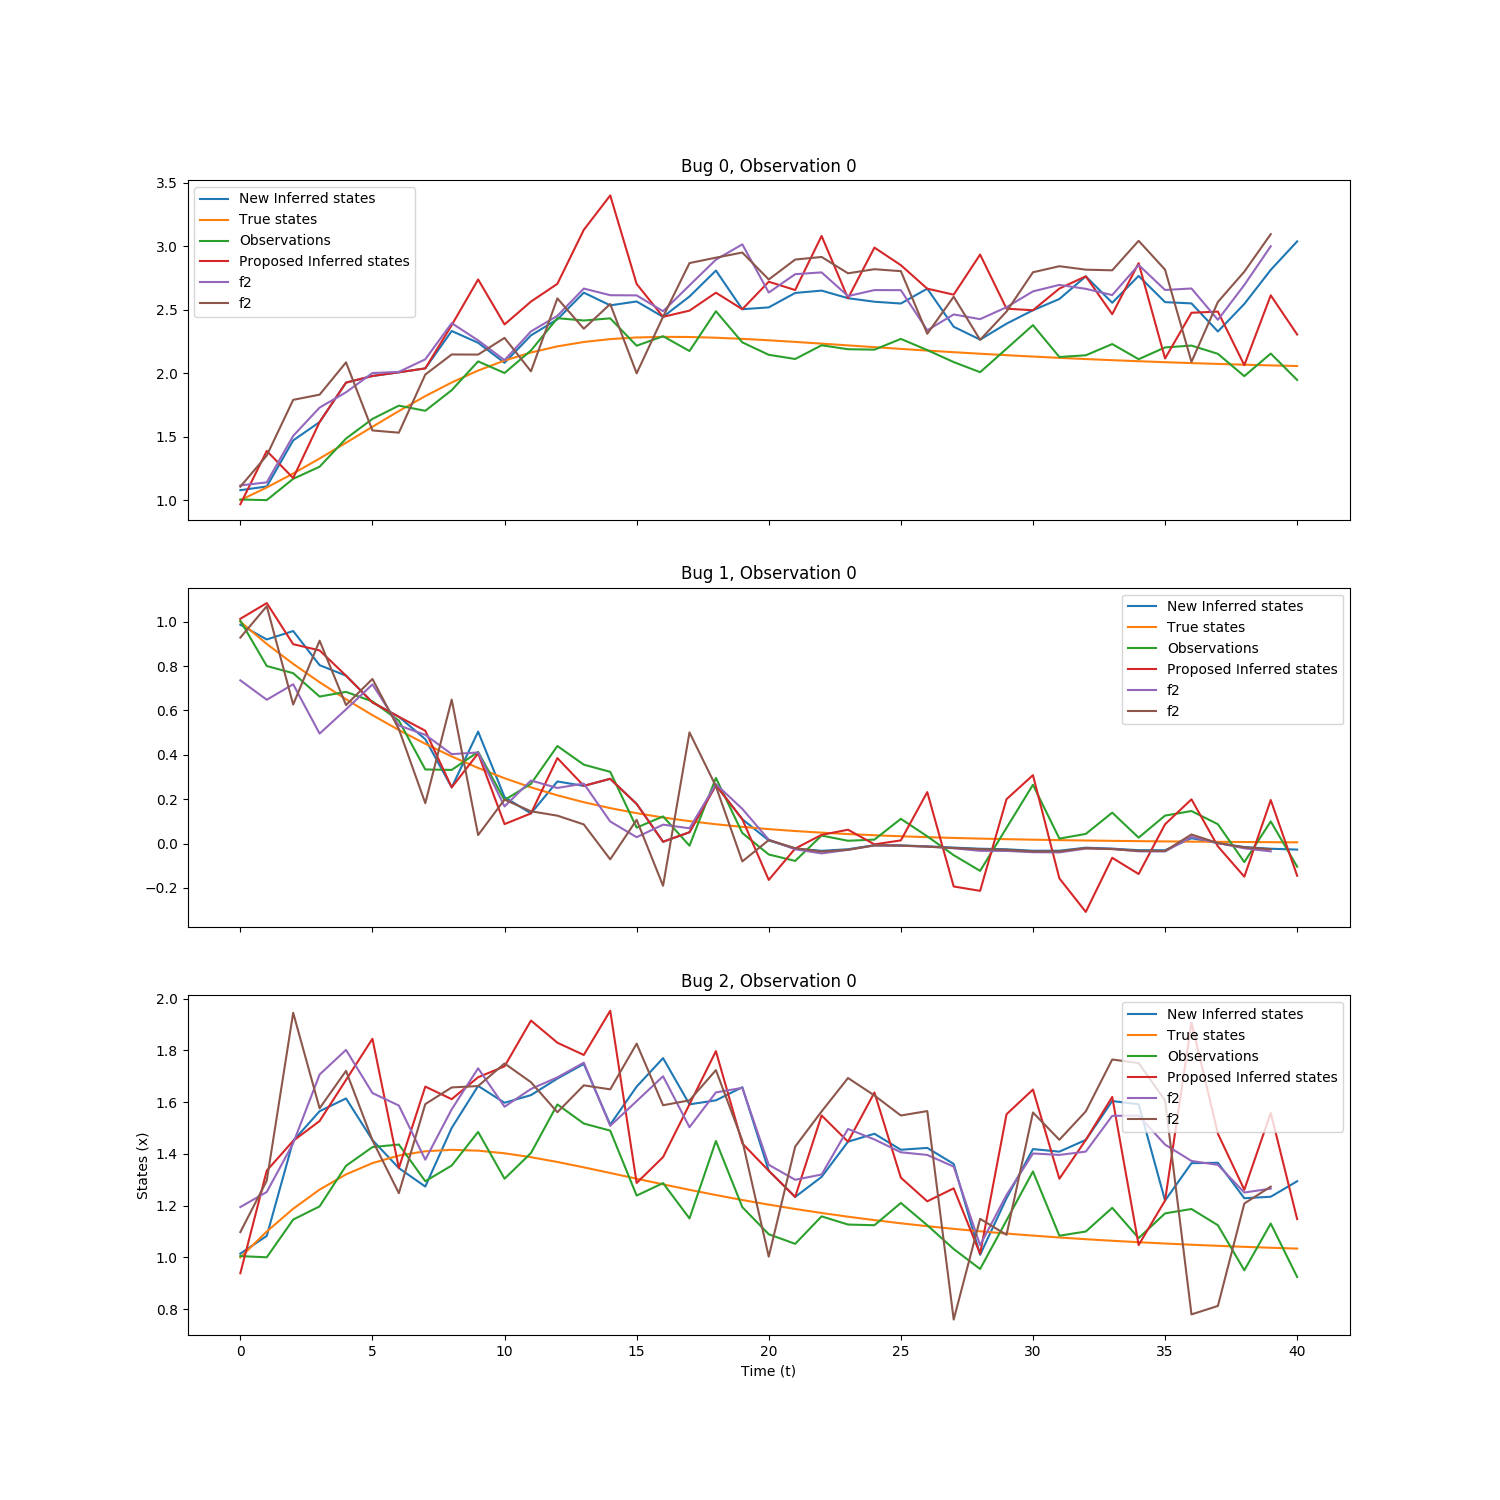 Bug 0, Observation 0
3.5
3.0
2.5
2.0
1.5
1.0
New Inferred states
True states
Observations
Proposed Inferred states
f2
f2
Bug 1, Observation 0
1.0
0.8
0.6
0.4
0.2
0.0
−0.2
New Inferred states
True states
Observations
Proposed Inferred states
f2
f2
Bug 2, Observation 0
2.0
1.8
1.6
1.4
1.2
1.0
0.8
States (x)
New Inferred states
True states
Observations
Proposed Inferred states
f2
f2
0 5 10 15 20 25 30 35 40
Time (t)